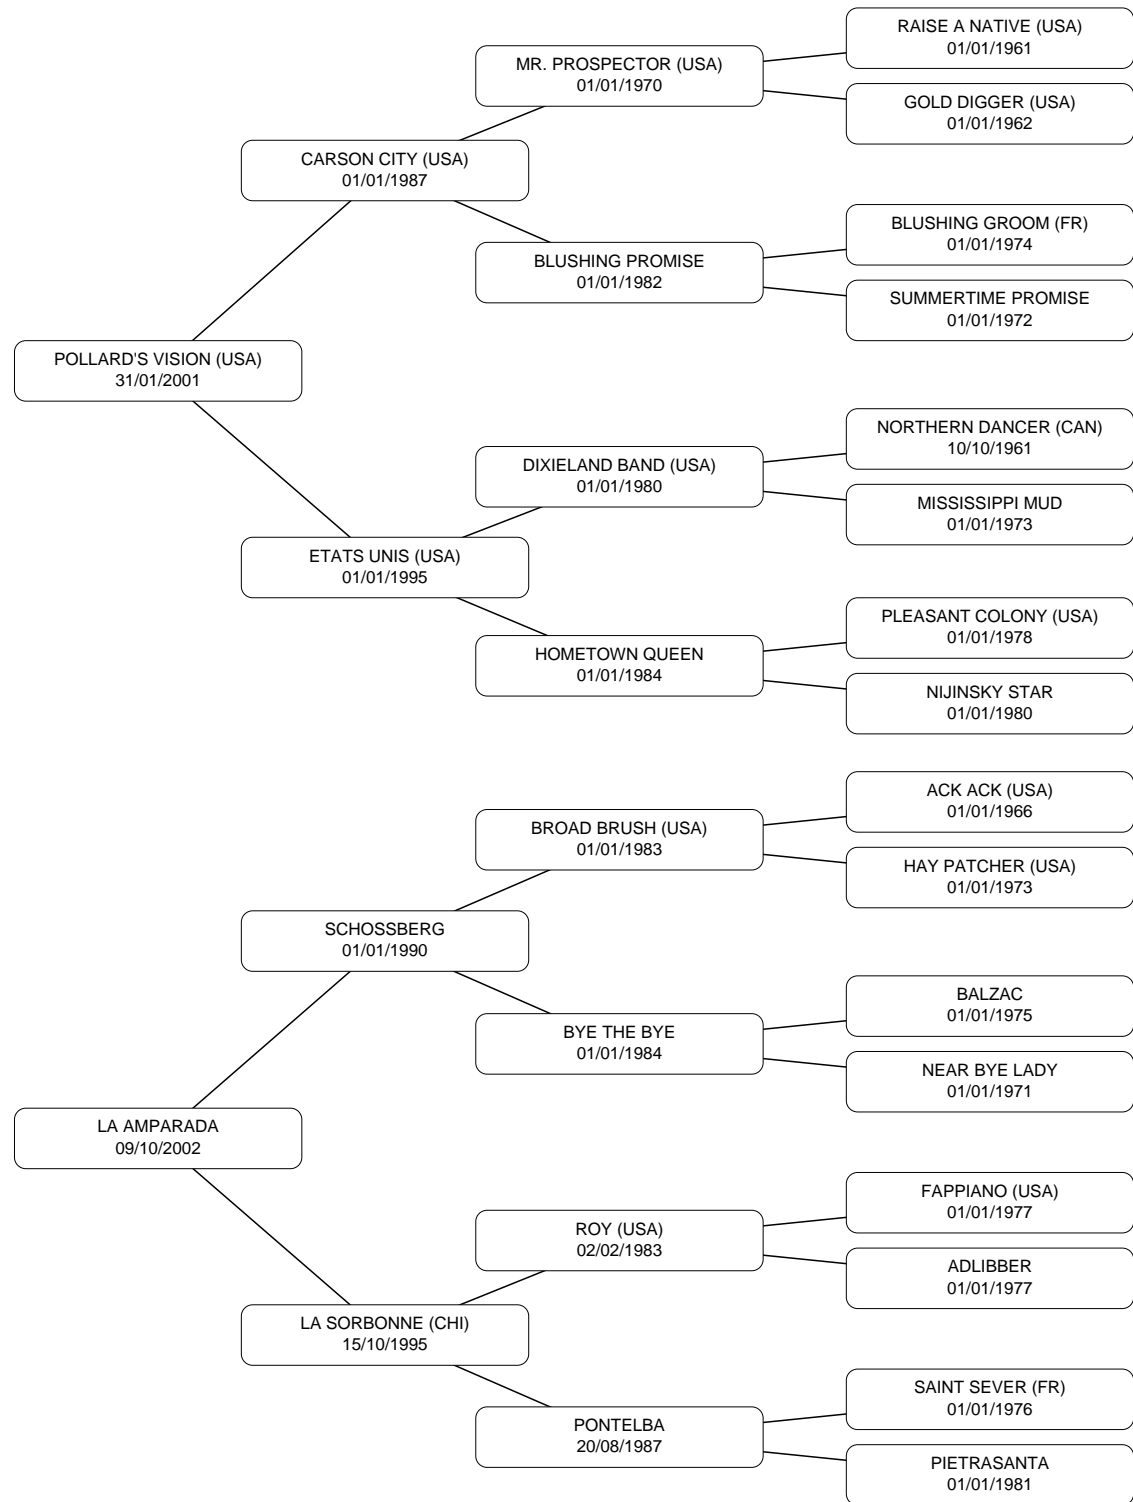 RAISE A NATIVE (USA)
01/01/1961
MR. PROSPECTOR (USA)
01/01/1970
GOLD DIGGER (USA)
01/01/1962
CARSON CITY (USA)
01/01/1987
BLUSHING GROOM (FR)
01/01/1974
BLUSHING PROMISE
01/01/1982
SUMMERTIME PROMISE
01/01/1972
POLLARD'S VISION (USA)
31/01/2001
NORTHERN DANCER (CAN)
10/10/1961
DIXIELAND BAND (USA)
01/01/1980
MISSISSIPPI MUD
01/01/1973
ETATS UNIS (USA)
01/01/1995
PLEASANT COLONY (USA)
01/01/1978
HOMETOWN QUEEN
01/01/1984
NIJINSKY STAR
01/01/1980
ACK ACK (USA)
01/01/1966
BROAD BRUSH (USA)
01/01/1983
HAY PATCHER (USA)
01/01/1973
SCHOSSBERG
01/01/1990
BALZAC
01/01/1975
BYE THE BYE
01/01/1984
NEAR BYE LADY
01/01/1971
LA AMPARADA
09/10/2002
FAPPIANO (USA)
01/01/1977
ROY (USA)
02/02/1983
ADLIBBER
01/01/1977
LA SORBONNE (CHI)
15/10/1995
SAINT SEVER (FR)
01/01/1976
PONTELBA
20/08/1987
PIETRASANTA
01/01/1981